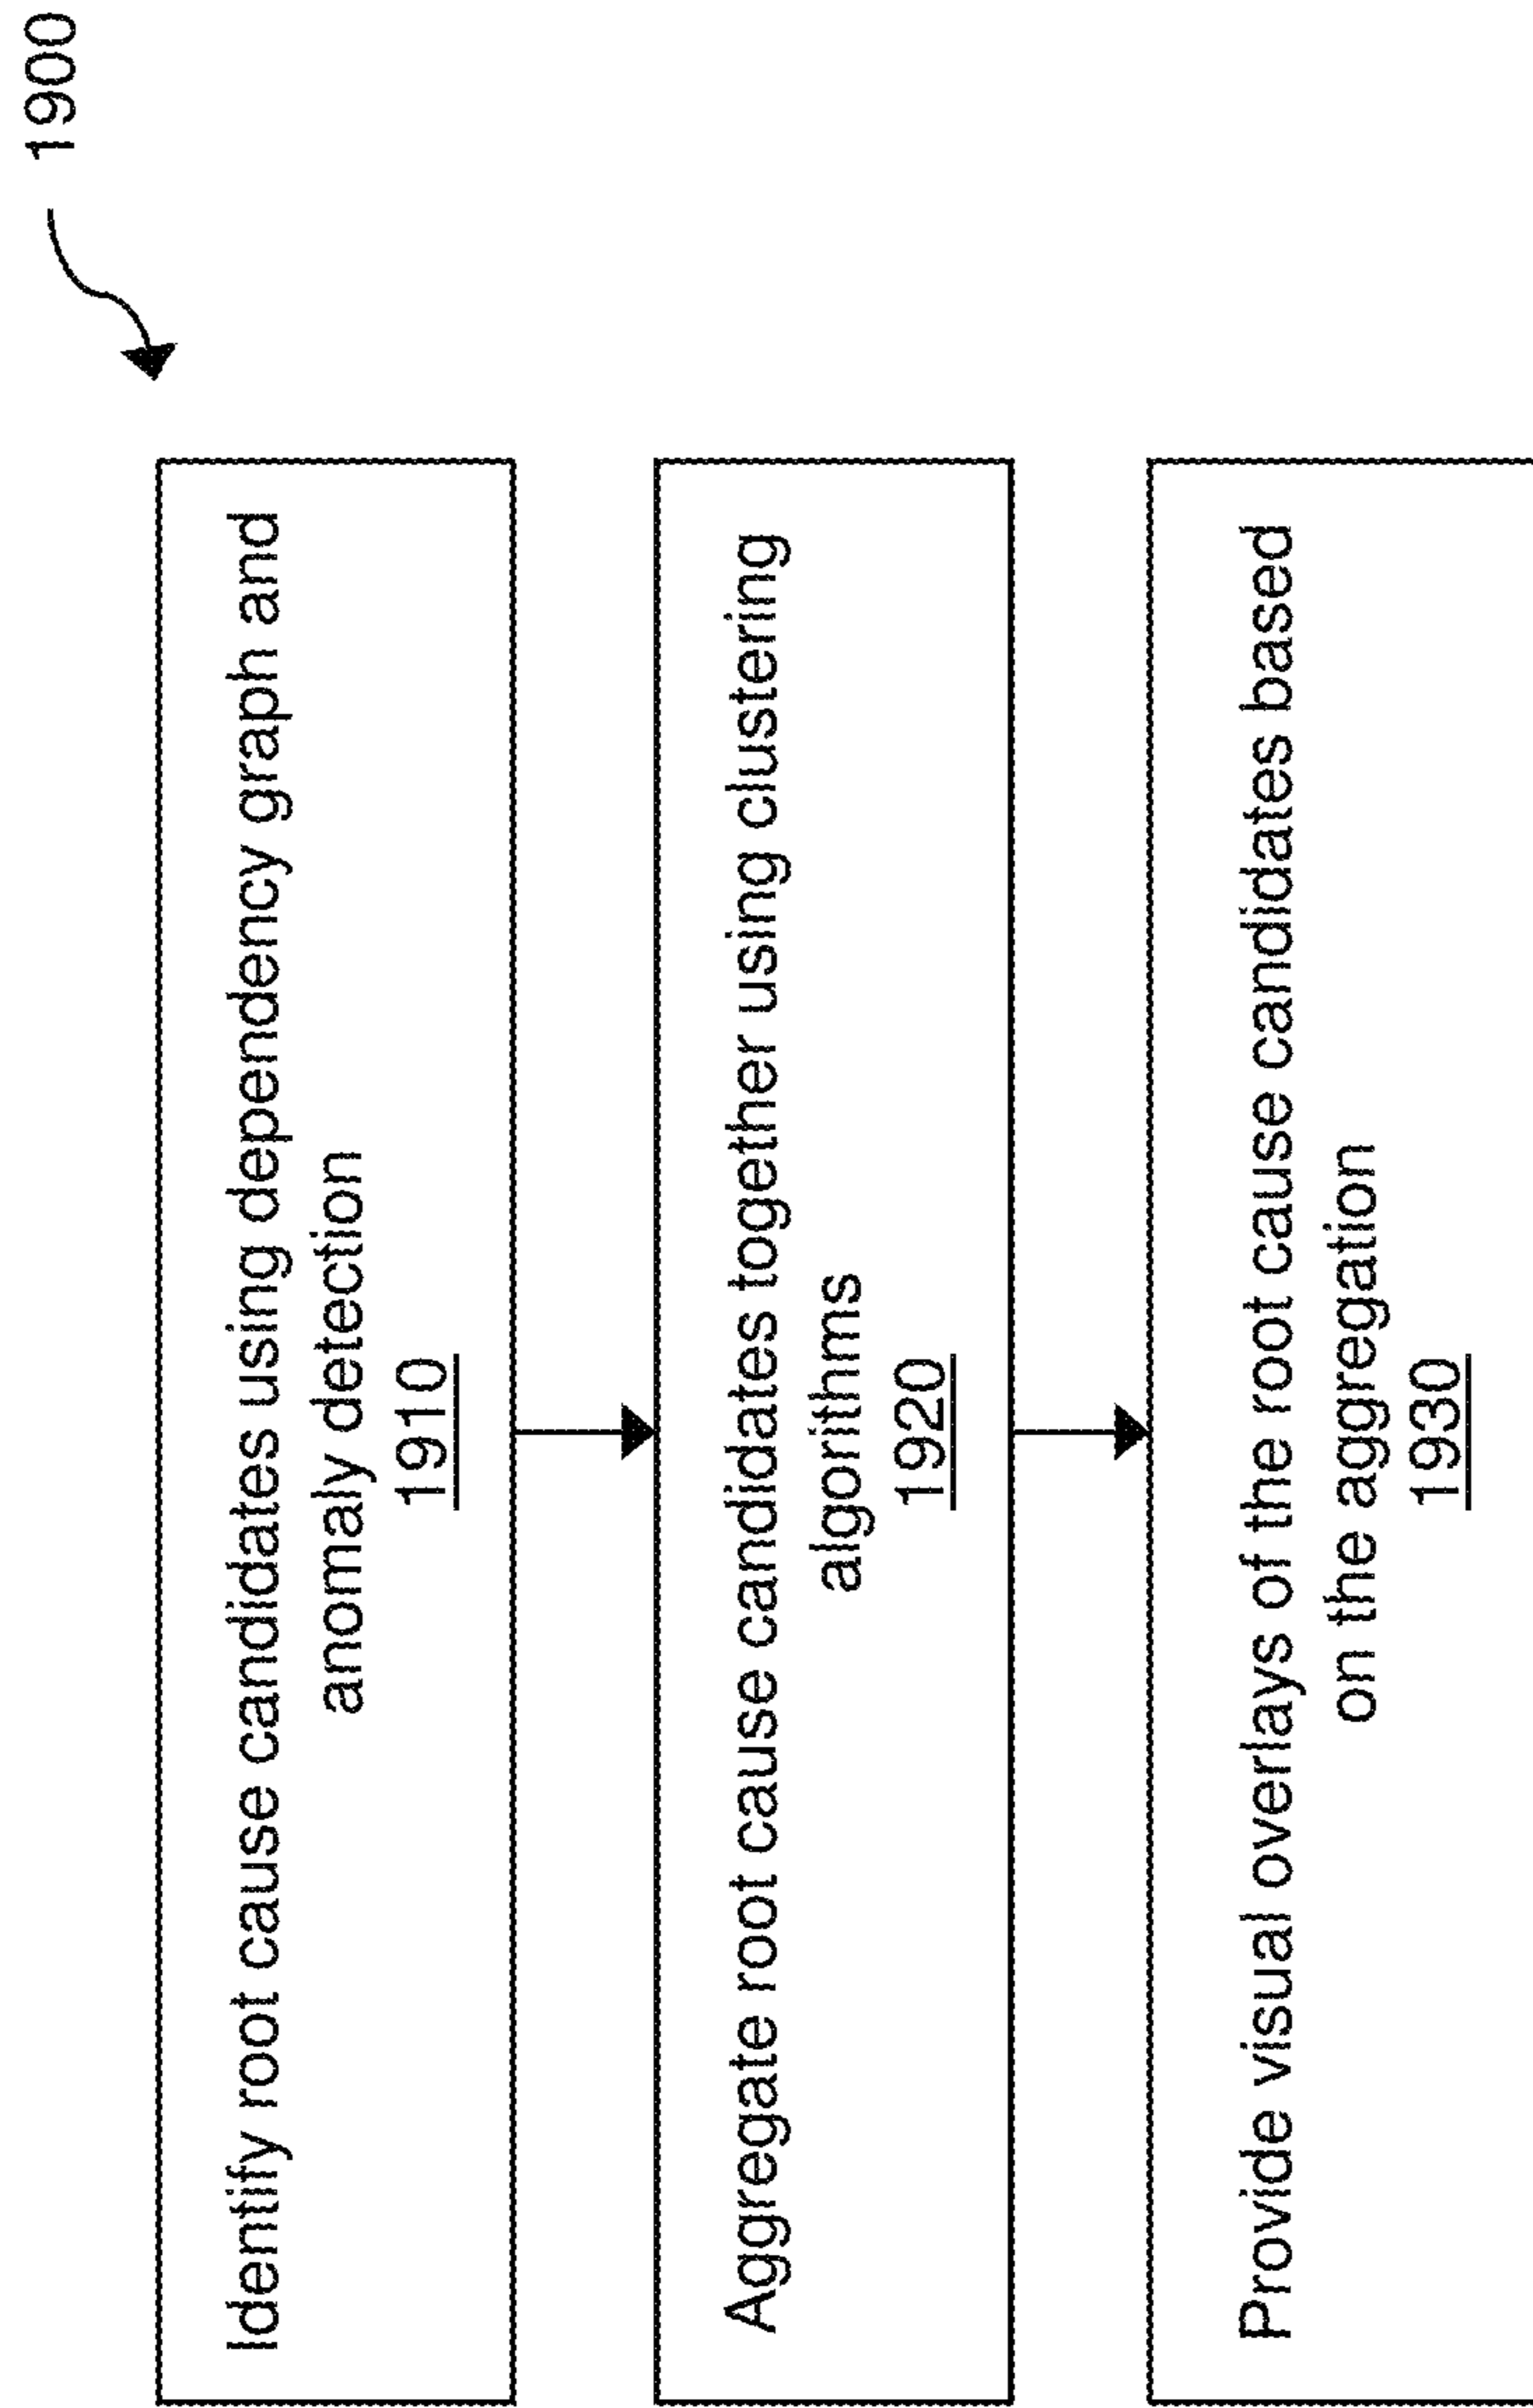 1900
Identify root cause candidates using dependency graph and
anomaly detection
1910
Aggregate root cause candidates together using clustering
algorithms
1920
Provide visual overlays of the root cause candidates based
on the aggregation
1930